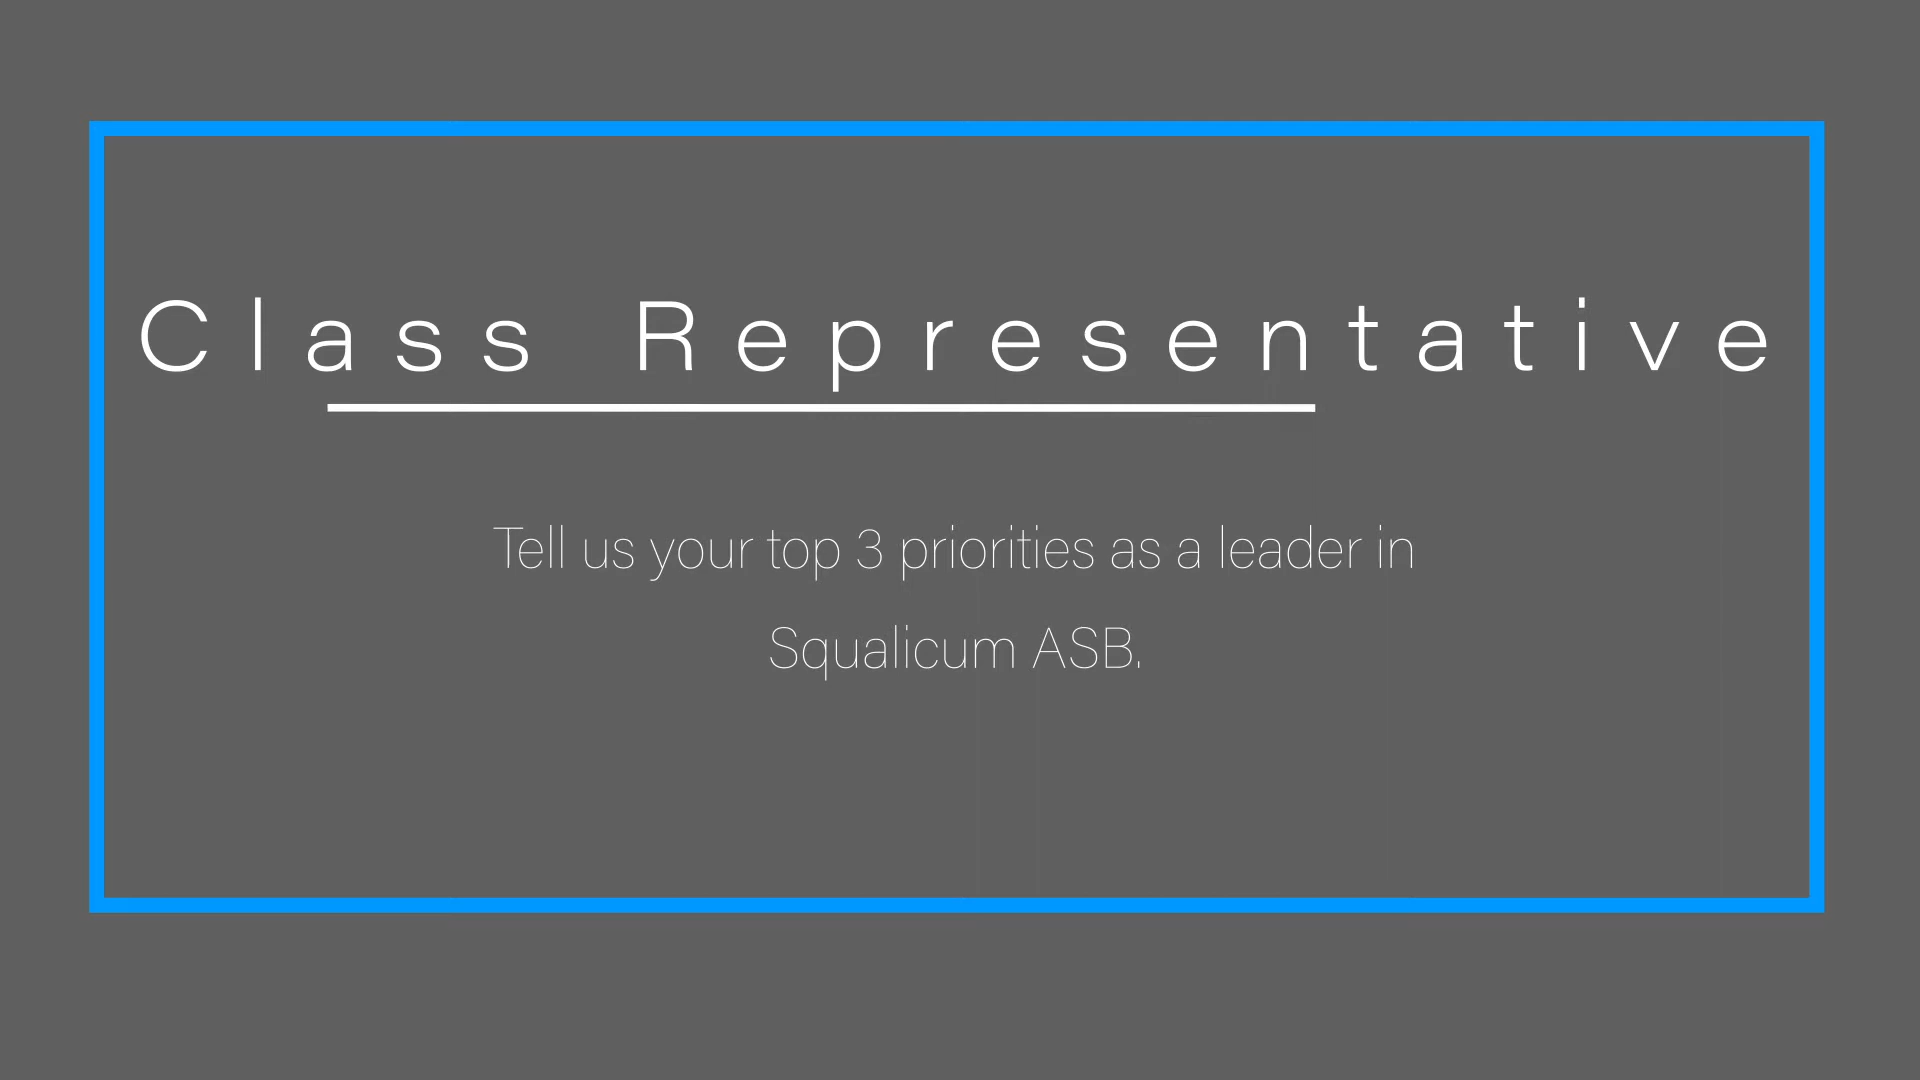 Class Representative
Tell us your top 3 priorities as a leader in
Squalicum ASB.